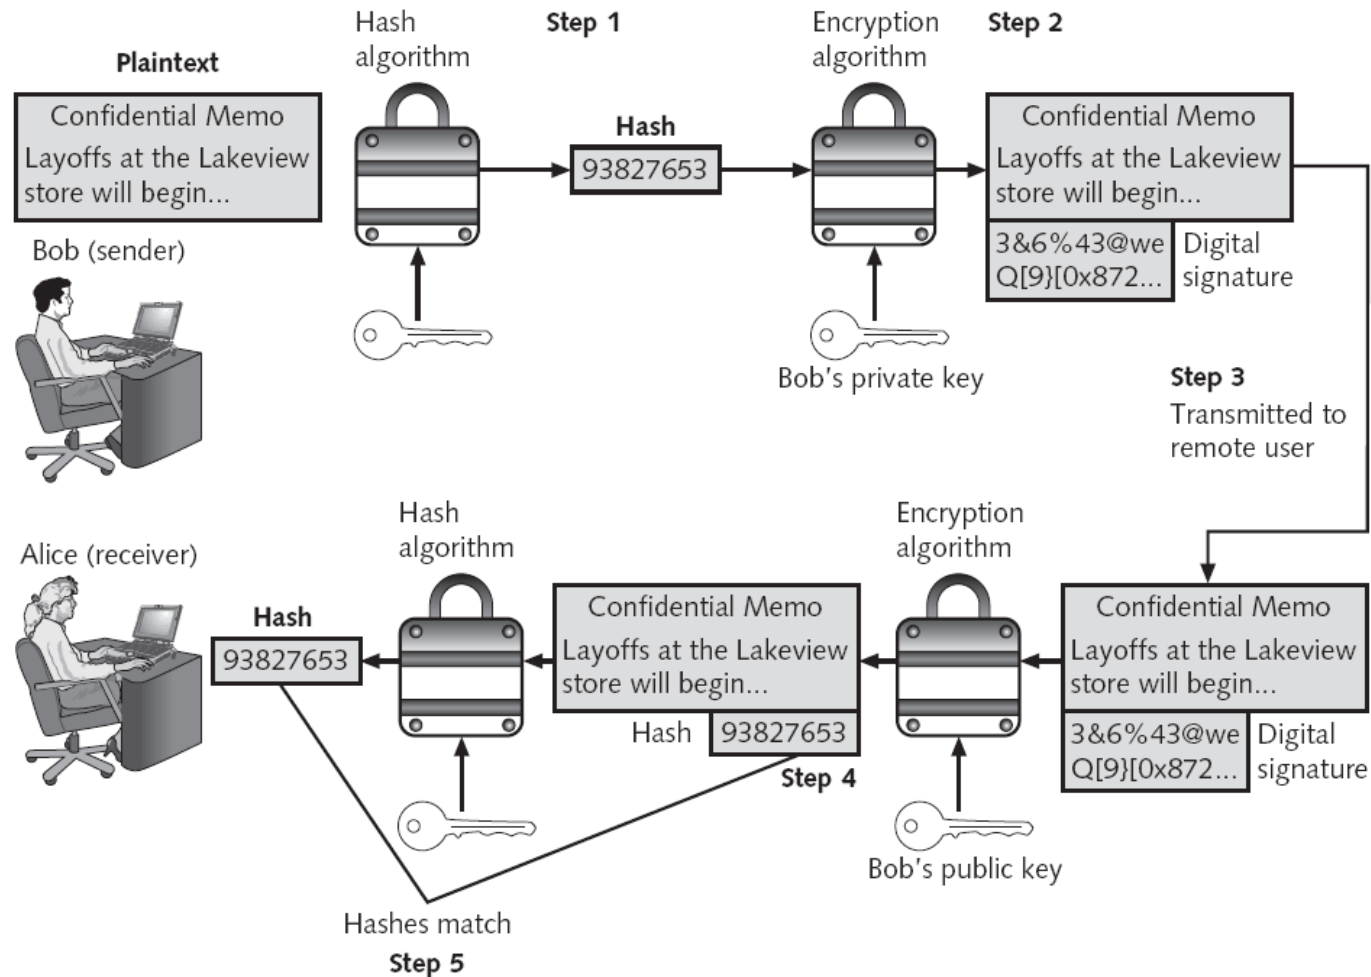 Plaintext
Confidential Memo
Layoffs at the Lakeview
store will begin...
Bob (sender)
Hash
algorithm
Step 1
Hash
93827653
Encryption
algorithm
Bob's private key
Step 2
Confidential Memo
Layoffs at the Lakeview
store will begin...
3&6%43@we
Q[9}[0x872...
Digital
signature
Step 3
Transmitted to
remote user
Confidential Memo
Layoffs at the Lakeview
store will begin...
3&6%43@we
Q[9}[0x872...
Digital
signature
Encryption
algorithm
Bob's public key
Confidential Memo
Layoffs at the Lakeview
store will begin...
Hash
93827653
Step 4
Hash
algorithm
Hash
93827653
Alice (receiver)
Hashes match
Step 5